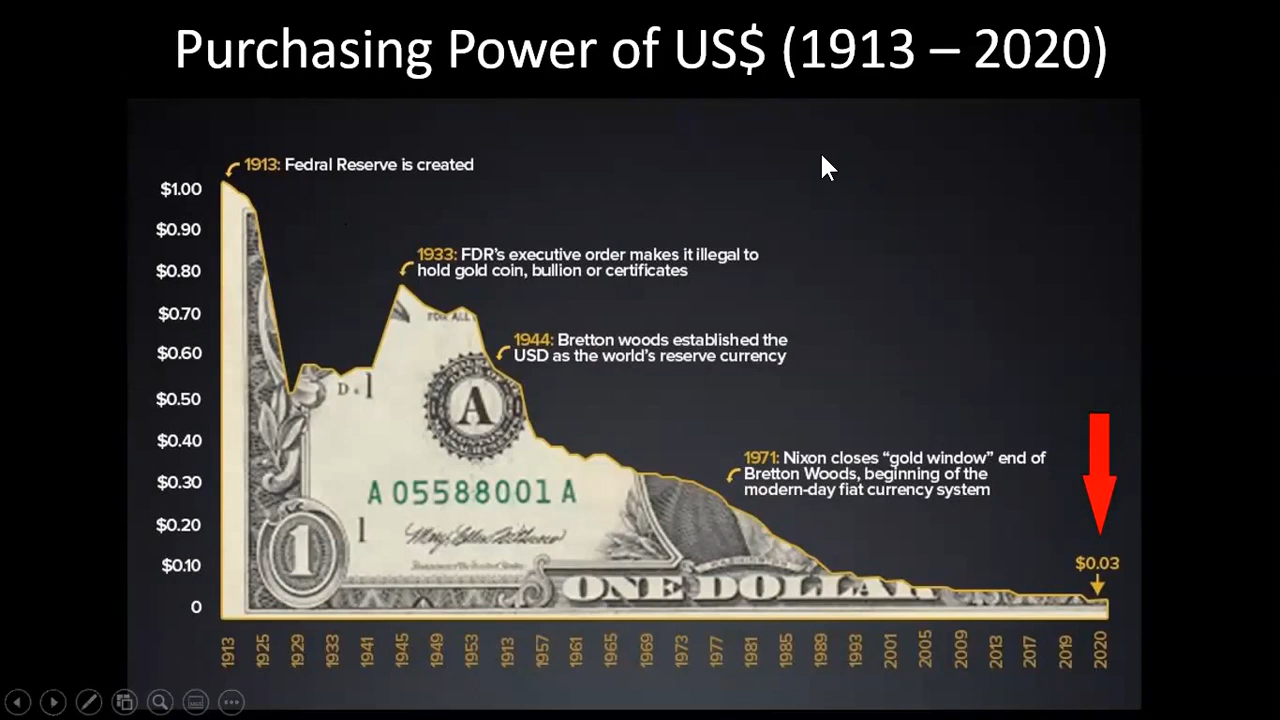 Purchasing Power of US$ (1913 – 2020)
1913: Fedral Reserve is created
$1.00
$0.90
$0.80
$0.70
$0.60
$0.50
$0.40
$0.30
$0.20
$0.10
0
1933: FDR's executive order makes it illegal to
hold gold coin, bullion or certificates
1944: Bretton woods established the
USD as the world's reserve currency
1971: Nixon closes “gold window” end of
Bretton Woods, beginning of the
modern-day fiat currency system
$0.03
FOR ALL
D 1
A
A 05588001 A
1
1
ONE DOLLAR
1913 1925 1929 1933 1941 1945 1949 1953 1913 1957 1961 1965 1969 1973 1977 1981 1985 1989 1993 2001 2005 2009 2013 2017 2019 2020